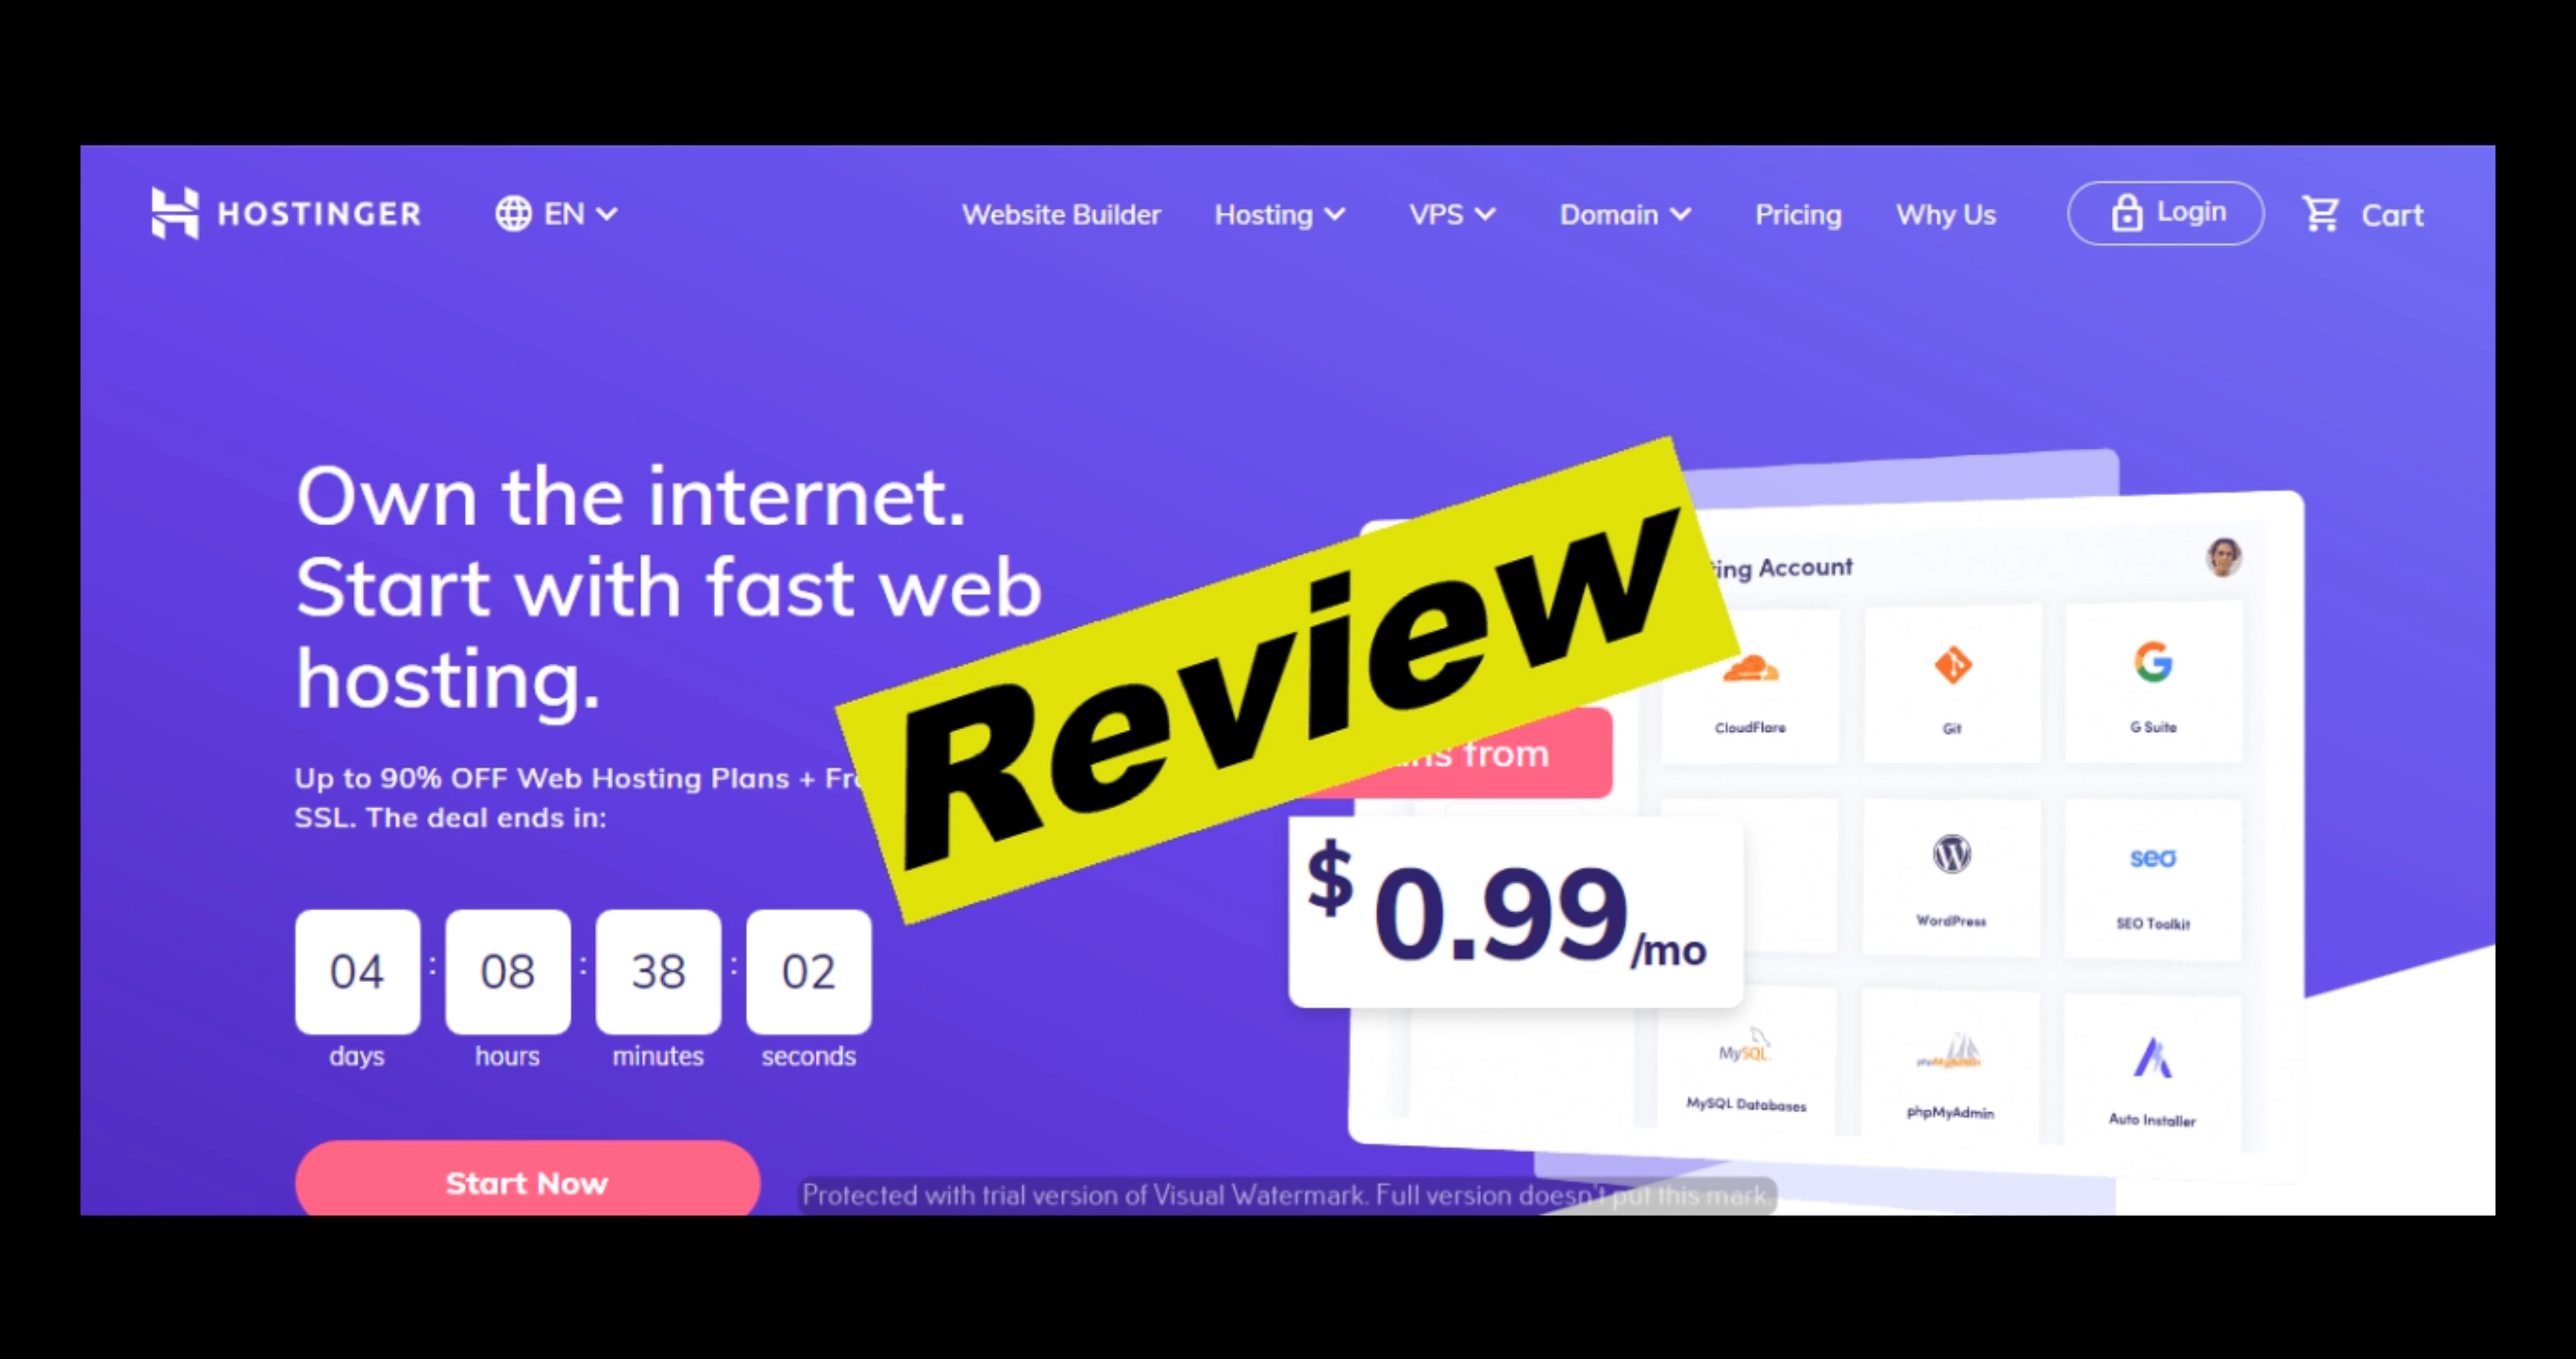 HOSTINGER
EN
Website Builder
Hosting
VPS
Domain
Pricing
Why Us
Login
Cart
Own the internet.
Start with fast web
hosting.
Up to 90% OFF Web Hosting Plans +
SSL. The deal ends in:
04 : 08 : 38 : 02
days hours minutes seconds
Start Now
Review
Account
from
$ 0.99/mo
CloudFlare
Git
G Suite
WordPress
seo
SEO Toolkit
MySQL
MySQL Databases
phpMyAdmin
phpMyAdmin
Auto Installer
Protected with trial version of Visual Watermark. Full version doesn't put this mark.